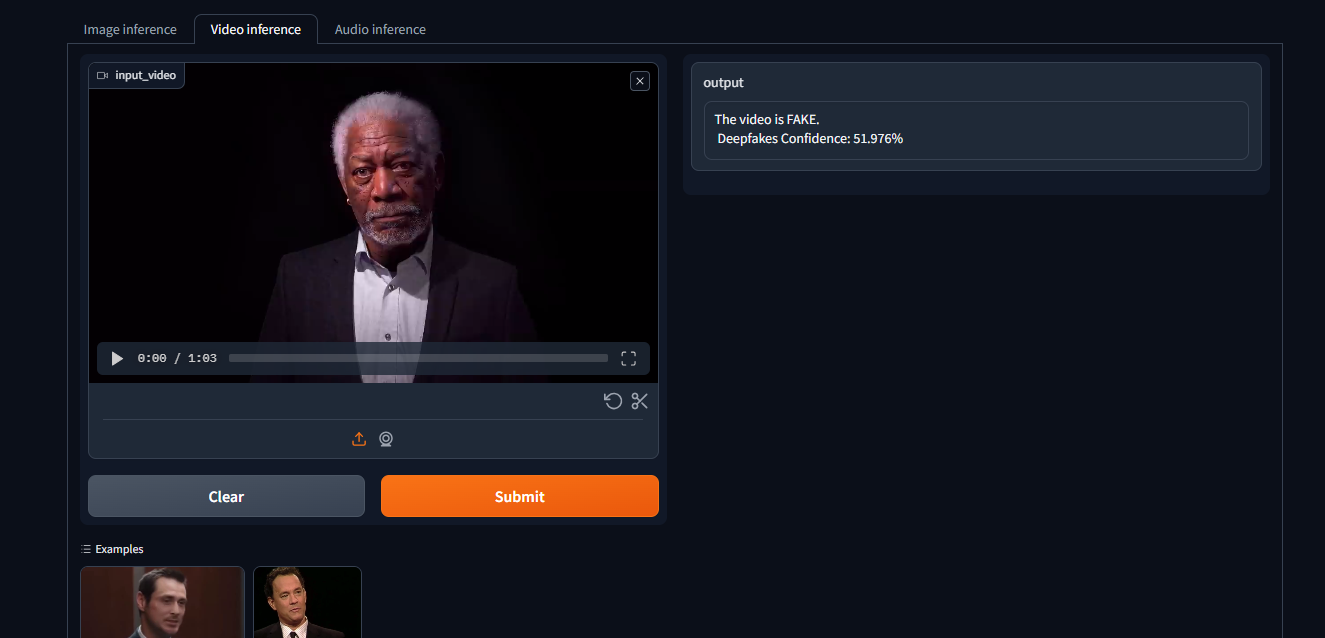 Image inference
Video inference
Audio inference
input_video
output
The video is FAKE.
Deepfakes Confidence: 51.976%
0:00 / 1:03
Clear
Submit
Examples